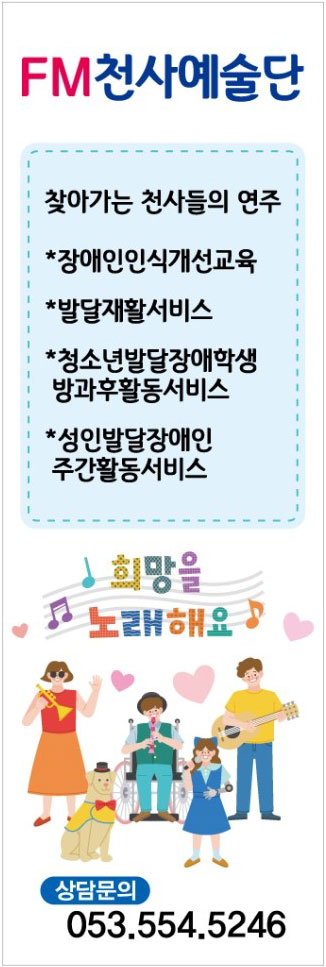 FM천사예술단
찾아가는 천사들의 연주
*장애인인식개선교육
*발달재활서비스
*청소년발달장애학생
방과후활동서비스
*성인발달장애인
주간활동서비스
희망을
노래해요
상담문의
053.554.5246